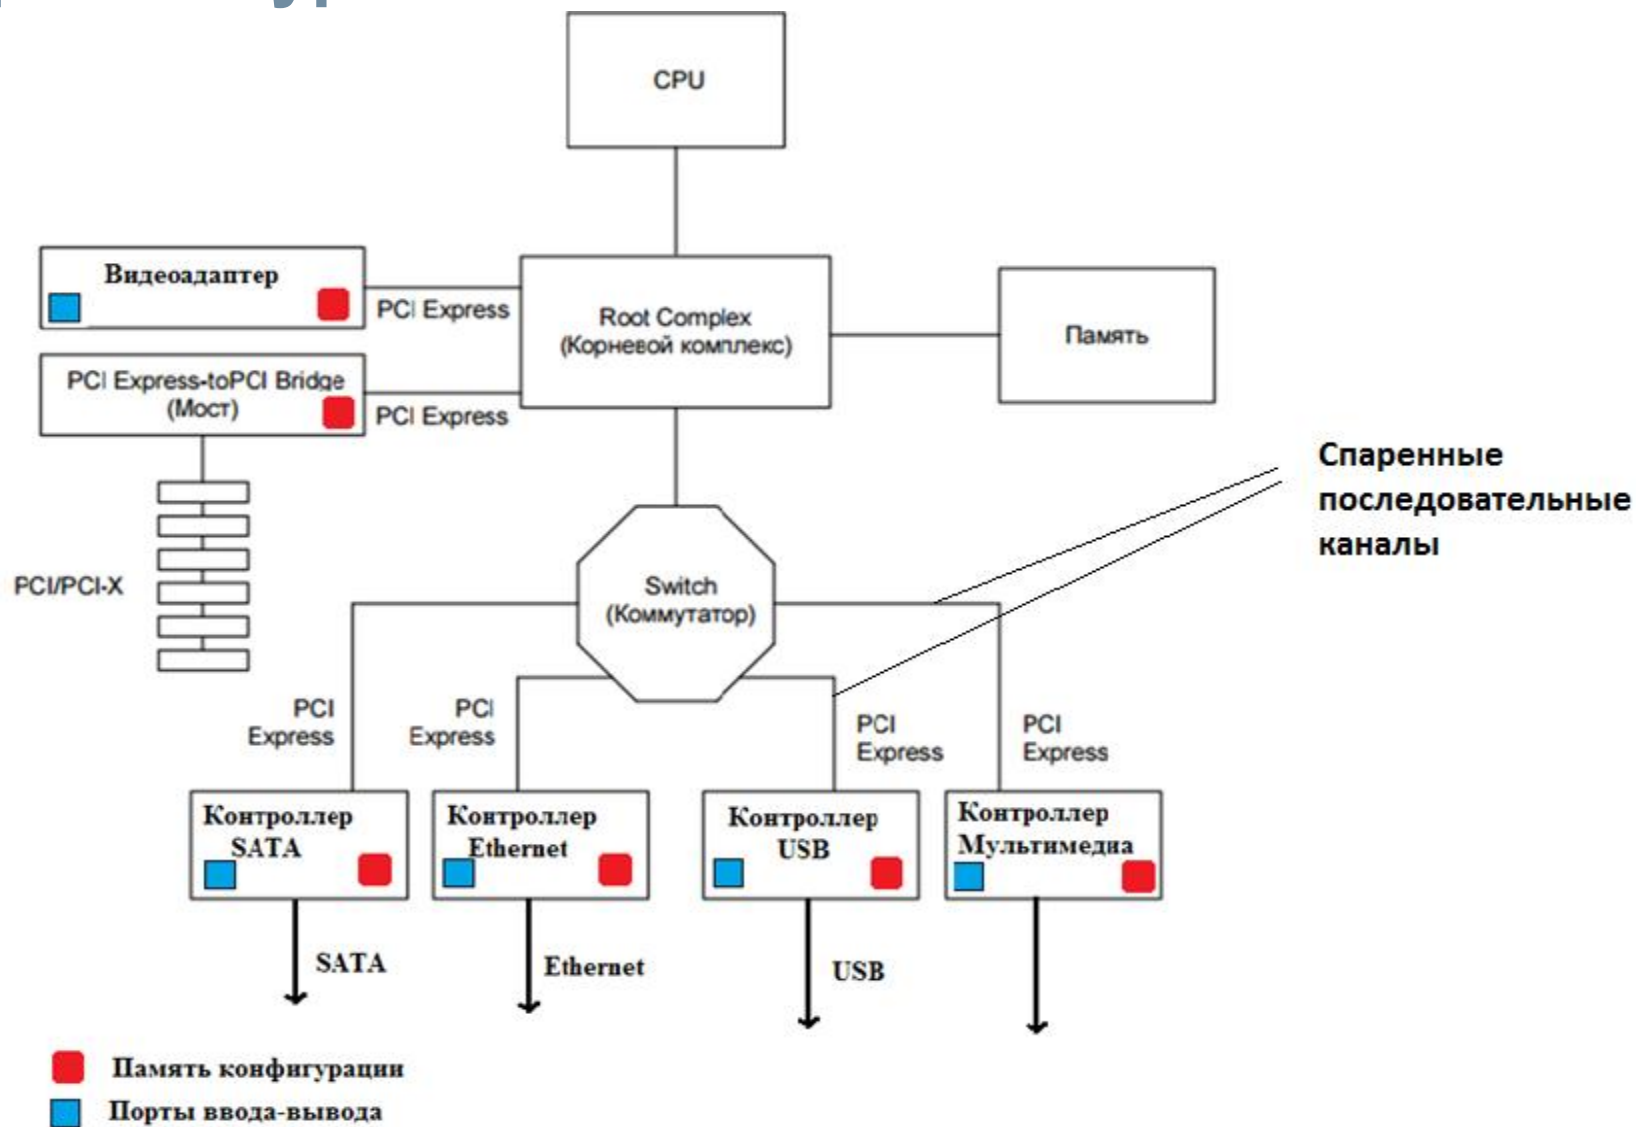 CPU
Видеоадаптер
PCI Express
Root Complex
(Корневой комплекс)
Память
PCI Express-toPCI Bridge
(Мост)
PCI Express
Спаренные
последовательные
каналы
PCI/PCI-X
Switch
(Коммутатор)
PCI
Express
PCI
Express
PCI
Express
PCI
Express
Контроллер
SATA
Контроллер
Ethernet
Контроллер
USB
Контроллер
Мультимедиа
SATA
Ethernet
USB
Память конфигурации
Порты ввода-вывода